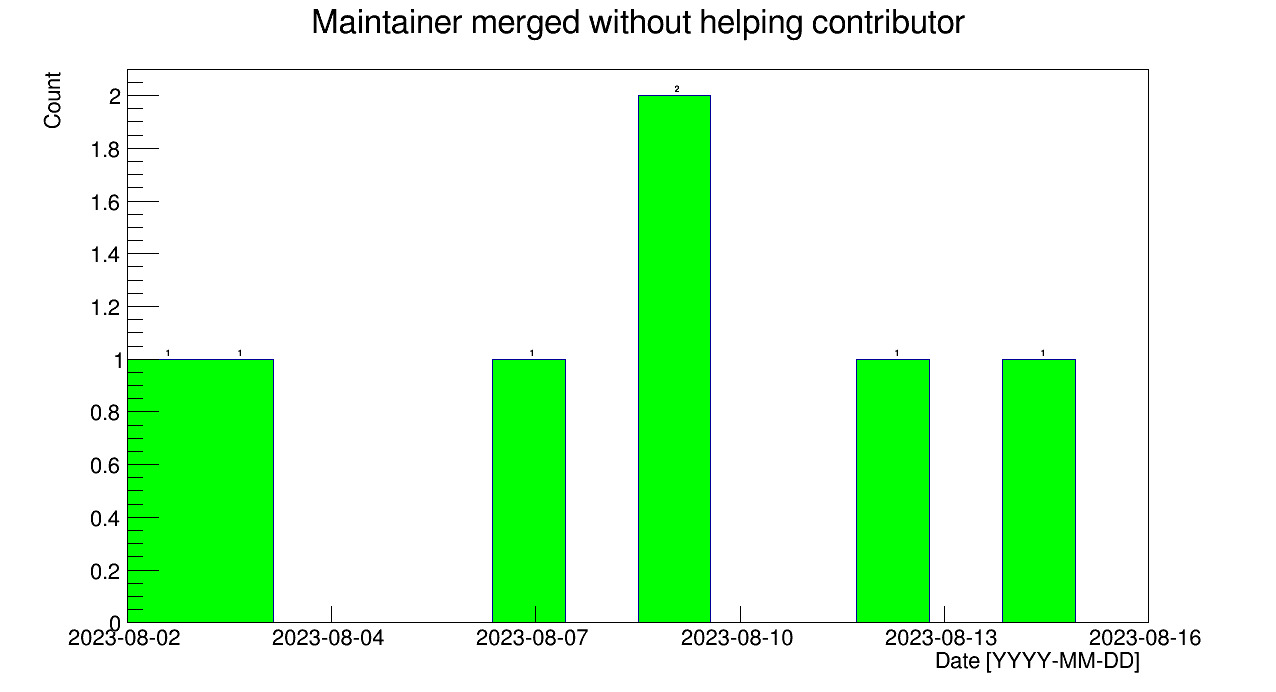 Maintainer merged without helping contributor
Count
2
1.8
1.6
1.4
1.2
1
0.8
0.6
0.4
0.2
0
1 1 1 2 1 1
2023-08-02 2023-08-04 2023-08-07 2023-08-10 2023-08-13 2023-08-16
Date [YYYY-MM-DD]